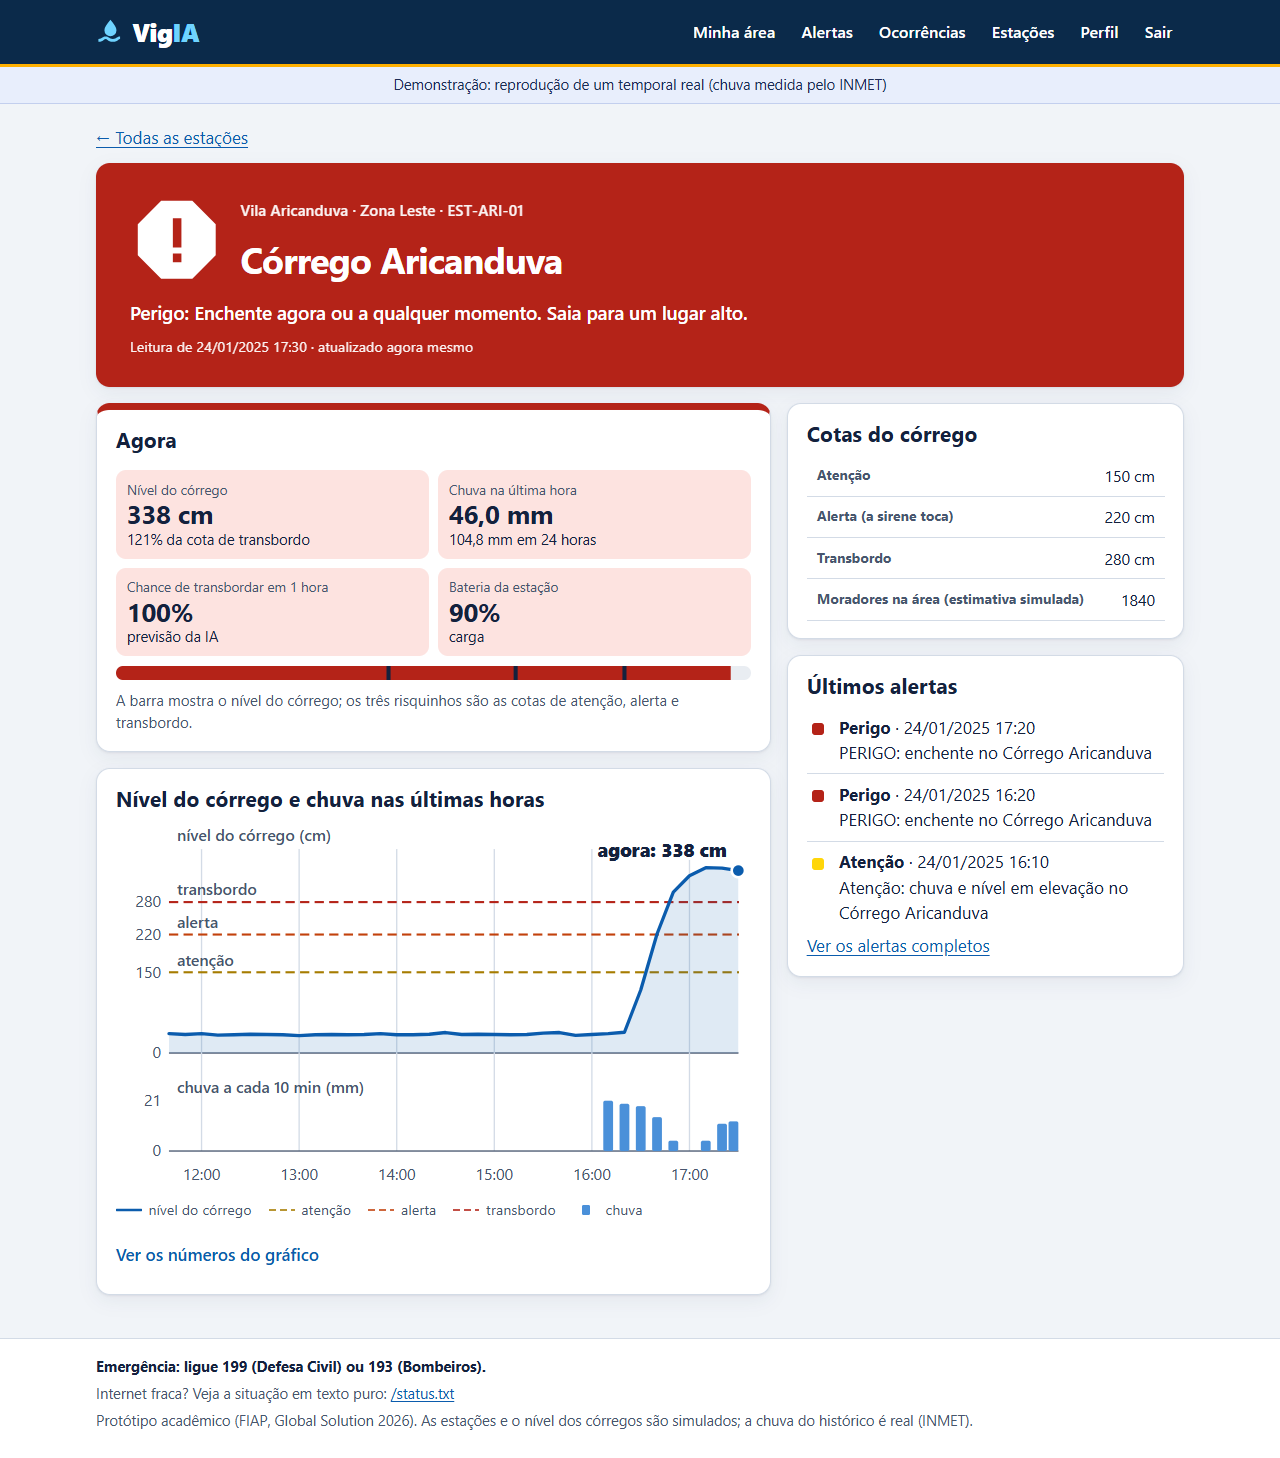 VigIA
Minha área
Alertas
Ocorrências
Estações
Perfil
Sair
Demonstração: reprodução de um temporal real (chuva medida pelo INMET)
← Todas as estações
Vila Aricanduva · Zona Leste · EST-ARI-01
Córrego Aricanduva
Perigo: Enchente agora ou a qualquer momento. Saia para um lugar alto.
Leitura de 24/01/2025 17:30 · atualizado agora mesmo
Agora
Nível do córrego
338 cm
121% da cota de transbordo
Chuva na última hora
46,0 mm
104,8 mm em 24 horas
Chance de transbordar em 1 hora
100%
previsão da IA
Bateria da estação
90%
carga
A barra mostra o nível do córrego; os três risquinhos são as cotas de atenção, alerta e
transbordo.
Nível do córrego e chuva nas últimas horas
nível do córrego (cm)
agora: 338 cm
transbordo
280
alerta
220
atenção
150
0
chuva a cada 10 min (mm)
21
0
12:00
13:00
14:00
15:00
16:00
17:00
nível do córrego
atenção
alerta
transbordo
chuva
Ver os números do gráfico
Cotas do córrego
Atenção 150 cm
Alerta (a sirene toca) 220 cm
Transbordo 280 cm
Moradores na área (estimativa simulada) 1840
Últimos alertas
Perigo · 24/01/2025 17:20
PERIGO: enchente no Córrego Aricanduva
Perigo · 24/01/2025 16:20
PERIGO: enchente no Córrego Aricanduva
Atenção · 24/01/2025 16:10
Atenção: chuva e nível em elevação no
Córrego Aricanduva
Ver os alertas completos
Emergência: ligue 199 (Defesa Civil) ou 193 (Bombeiros).
Internet fraca? Veja a situação em texto puro: /status.txt
Protótipo acadêmico (FIAP, Global Solution 2026). As estações e o nível dos córregos são simulados; a chuva do histórico é real (INMET).